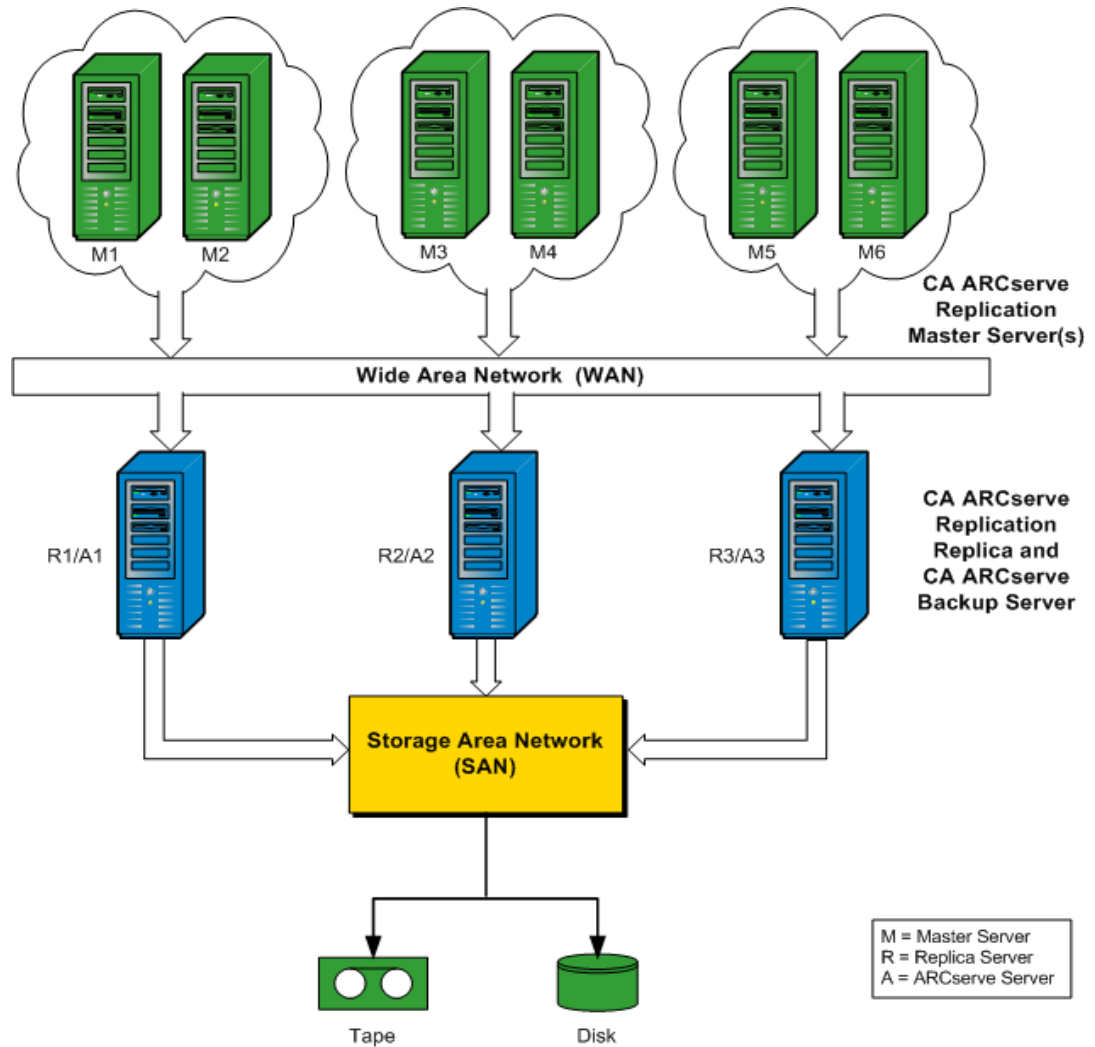 M1
M2
M3
M4
M5
M6
CA ARCserve
Replication
Master Server(s)
Wide Area Network (WAN)
R1/A1
R2/A2
R3/A3
CA ARCserve
Replication
Replica and
CA ARCserve
Backup Server
Storage Area Network
(SAN)
M = Master Server
R = Replica Server
A = ARCserve Server
Tape
Disk